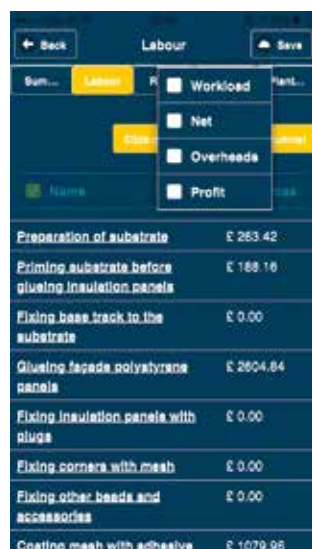 Back
Labour
Save
Sum...
Labour
Plant...
Workload
Net
Overheads
Profit
Name
Preparation of substrate £ 263.42
Priming substrate before £ 188.16
glueing insulation panels
Fixing base track to the £ 0.00
substrate
Glueing façade polystyrene £ 2604.84
panels
Fixing insulation panels with £ 0.00
plugs
Fixing corners with mesh £ 0.00
Fixing other beads and £ 0.00
accessories
Coating mesh with adhesive £ 1079.96